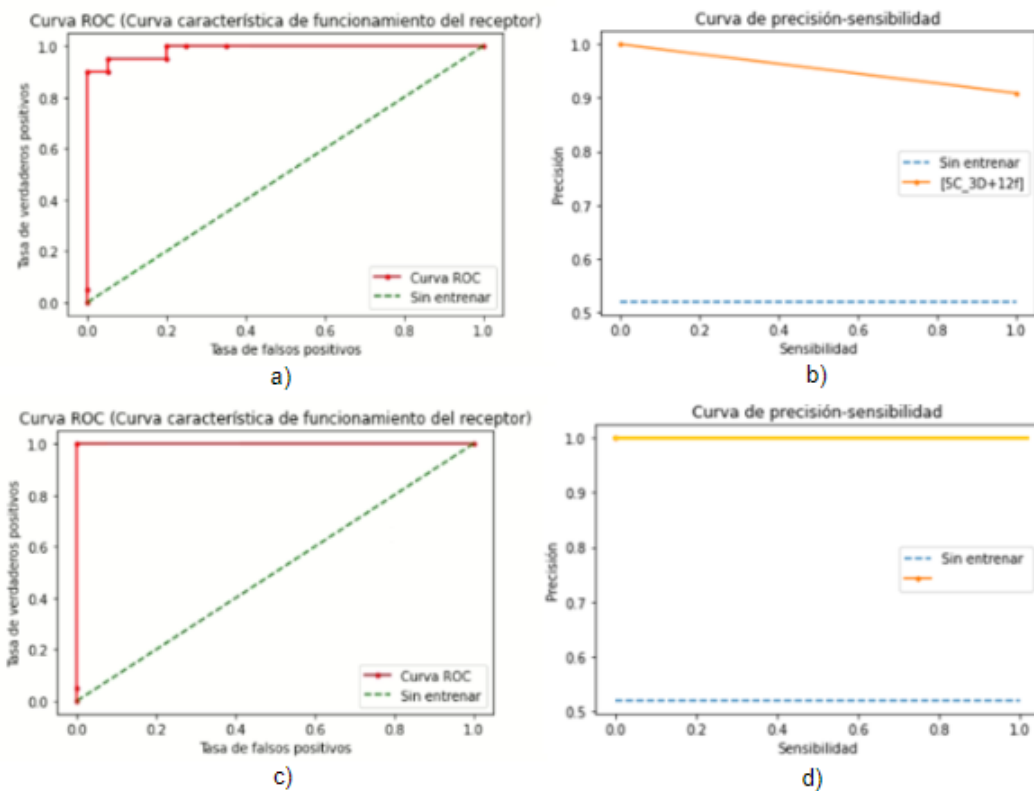 Curva ROC (Curva característica de funcionamiento del receptor)
1.0
0.8
0.6
0.4
0.2
0.0
Tasa de verdaderos positivos
Curva ROC
Sin entrenar
0.0 0.2 0.4 0.6 0.8 1.0
Tasa de falsos positivos
a)
Curva de precisión-sensibilidad
1.0
0.9
0.8
0.7
0.6
0.5
Precisión
Sin entrenar
[5C_3D+12f]
0.0 0.2 0.4 0.6 0.8 1.0
Sensibilidad
b)
Curva ROC (Curva característica de funcionamiento del receptor)
1.0
0.8
0.6
0.4
0.2
0.0
Tasa de verdaderos positivos
Curva ROC
Sin entrenar
0.0 0.2 0.4 0.6 0.8 1.0
Tasa de falsos positivos
c)
Curva de precisión-sensibilidad
1.0
0.9
0.8
0.7
0.6
0.5
Precisión
Sin entrenar
0.0 0.2 0.4 0.6 0.8 1.0
Sensibilidad
d)